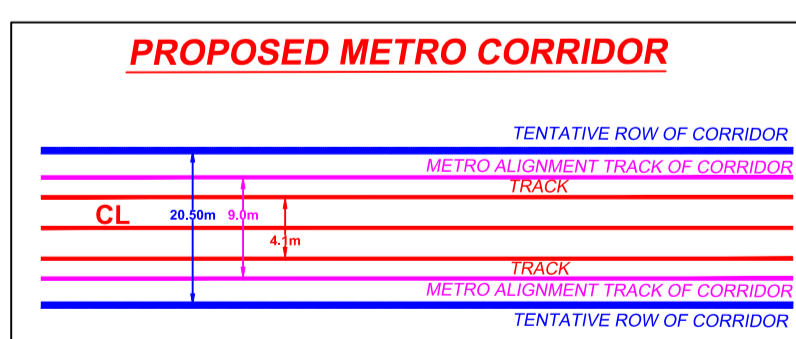 PROPOSED METRO CORRIDOR
TENTATIVE ROW OF CORRIDOR
METRO ALIGNMENT TRACK OF CORRIDOR
TRACK
CL
20.50m
9.0m
4.1m
TRACK
METRO ALIGNMENT TRACK OF CORRIDOR
TENTATIVE ROW OF CORRIDOR